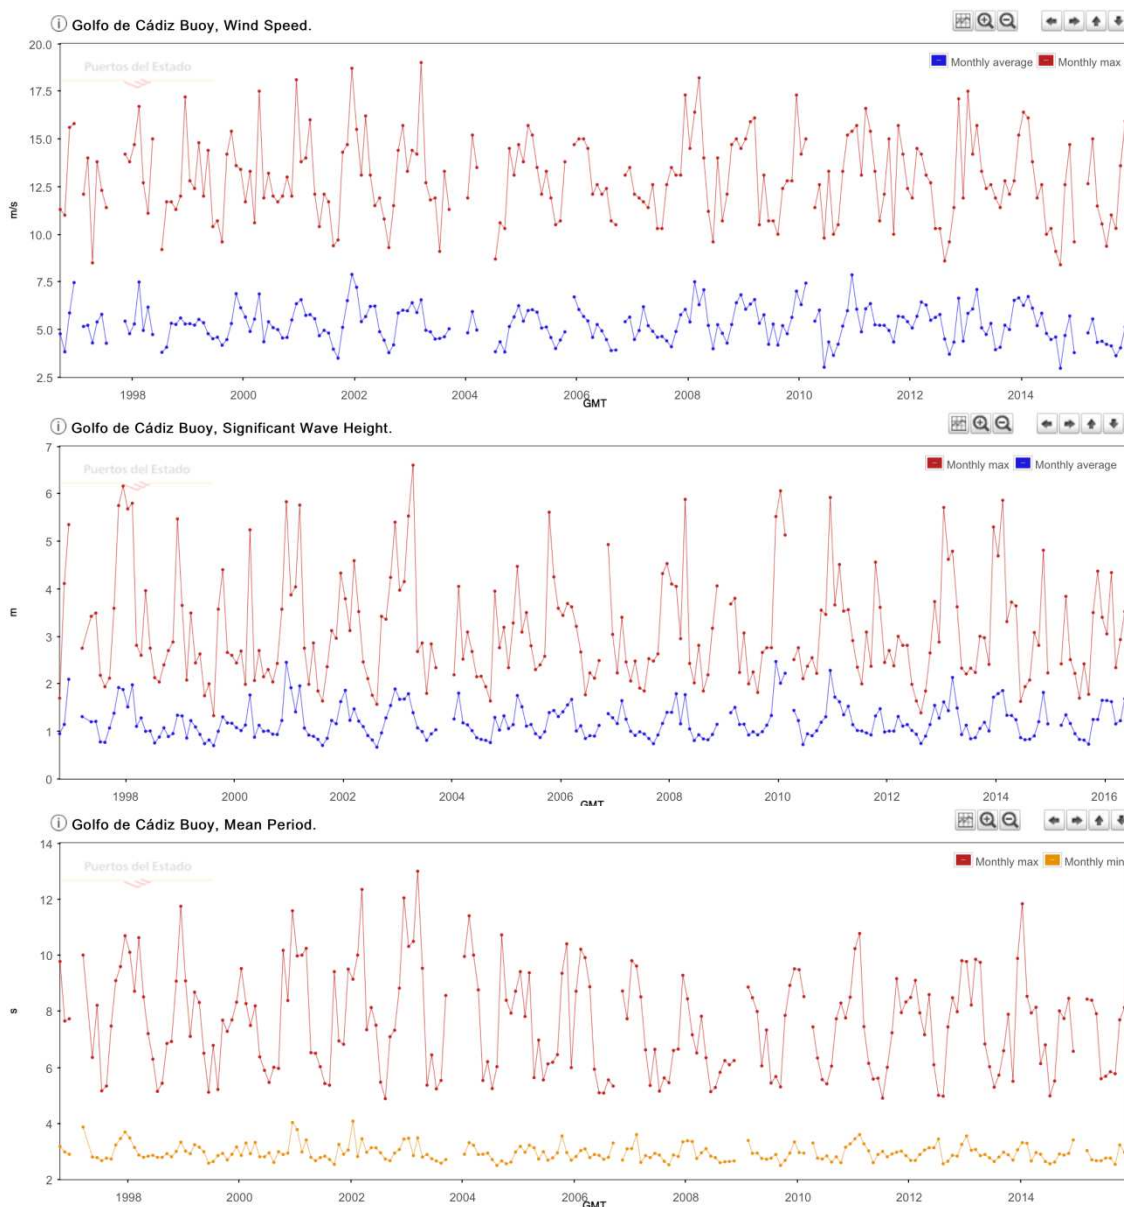 Golfo de Cádiz Buoy, Wind Speed.
20.0
Puertos del Estado
Monthly average Monthly max
17.5
15.0
12.5
m/s
10.0
7.5
5.0
2.5
1998 2000 2002 2004 2006 2008 2010 2012 2014
GMT
Golfo de Cádiz Buoy, Significant Wave Height.
7
Puertos del Estado
Monthly max Monthly average
6
5
4
m
3
2
1
0
1998 2000 2002 2004 2006 2008 2010 2012 2014 2016
GMT
Golfo de Cádiz Buoy, Mean Period.
14
Puertos del Estado
Monthly max Monthly min
12
10
s
8
6
4
2
1998 2000 2002 2004 2006 2008 2010 2012 2014
GMT